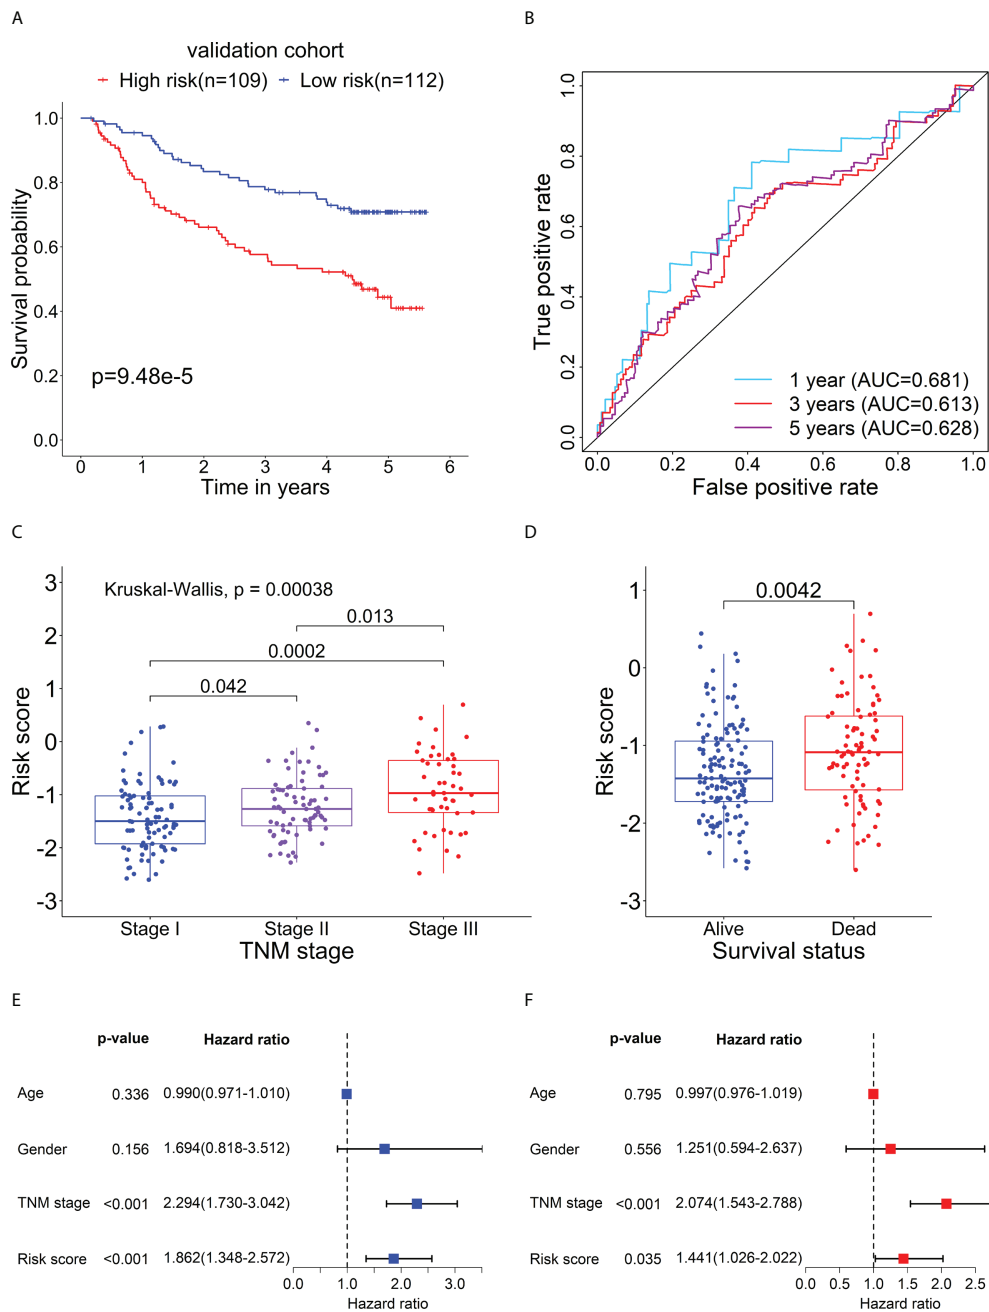 A
validation cohort
High risk(n=109) Low risk(n=112)
Survival probability
1.0
0.8
0.6
0.4
0.2
0.0
p=9.48e-5
0 1 2 3 4 5 6
Time in years
B
True positive rate
1.0
0.8
0.6
0.4
0.2
0.0
1 year (AUC=0.681)
3 years (AUC=0.613)
5 years (AUC=0.628)
0.0 0.2 0.4 0.6 0.8 1.0
False positive rate
C
Risk score
3
2
1
0
-1
-2
-3
Kruskal-Wallis, p = 0.00038
0.013
0.0002
0.042
Stage I Stage II Stage III
TNM stage
D
Risk score
1
0
-1
-2
-3
0.0042
Alive Dead
Survival status
E
p-value Hazard ratio
Age 0.336 0.990(0.971-1.010)
Gender 0.156 1.694(0.818-3.512)
TNM stage <0.001 2.294(1.730-3.042)
Risk score <0.001 1.862(1.348-2.572)
0.0 1.0 2.0 3.0
Hazard ratio
F
p-value Hazard ratio
Age 0.795 0.997(0.976-1.019)
Gender 0.556 1.251(0.594-2.637)
TNM stage <0.001 2.074(1.543-2.788)
Risk score 0.035 1.441(1.026-2.022)
0.0 0.5 1.0 1.5 2.0 2.5
Hazard ratio